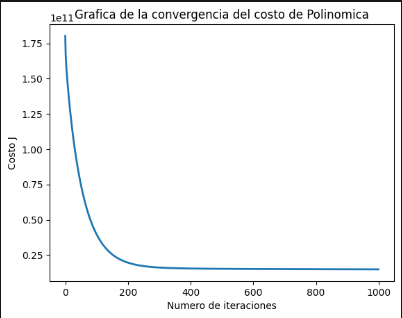 Grafica de la convergencia del costo de Polinomica
1e11
1.75
1.50
1.25
1.00
0.75
0.50
0.25
Costo J
0 200 400 600 800 1000
Numero de iteraciones